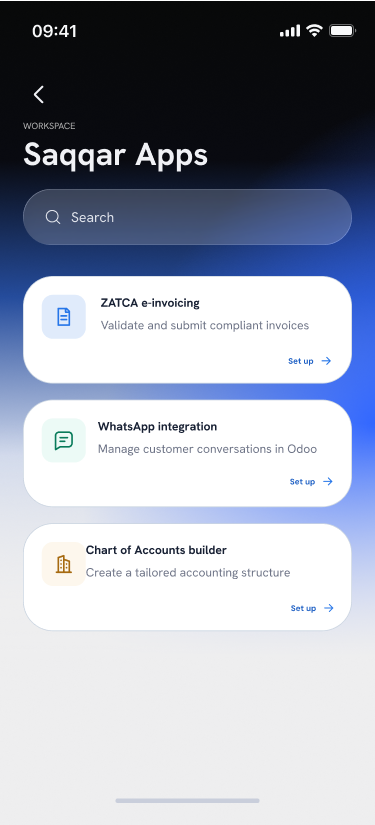 09:41
WORKSPACE
Saqqar Apps
Search
ZATCA e-invoicing
Validate and submit compliant invoices
Set up
WhatsApp integration
Manage customer conversations in Odoo
Set up
Chart of Accounts builder
Create a tailored accounting structure
Set up